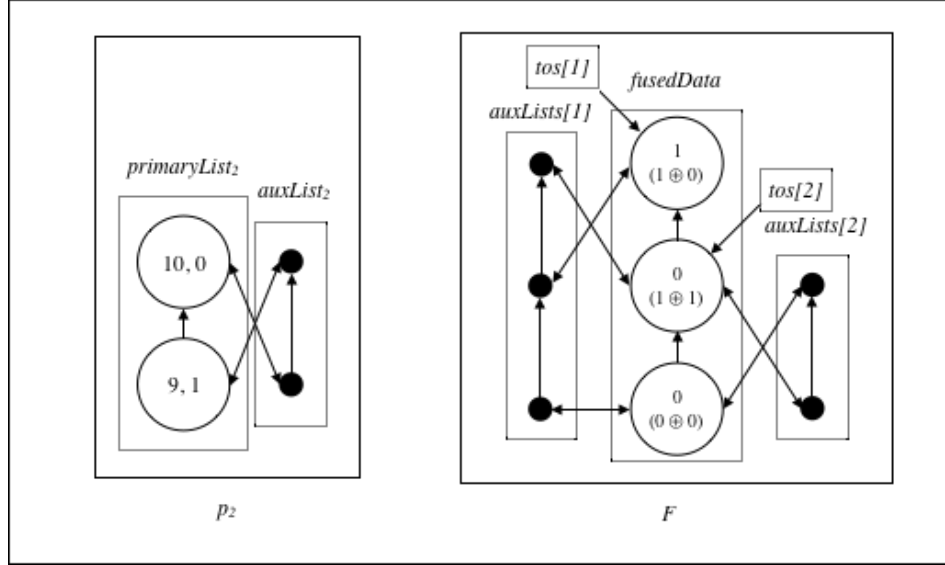 primaryList₂
auxList₂
10, 0
9, 1
p₂
tos[1]
fusedData
auxLists[1]
1
(1 ⊕ 0)
tos[2]
auxLists[2]
0
(1 ⊕ 1)
0
(0 ⊕ 0)
F